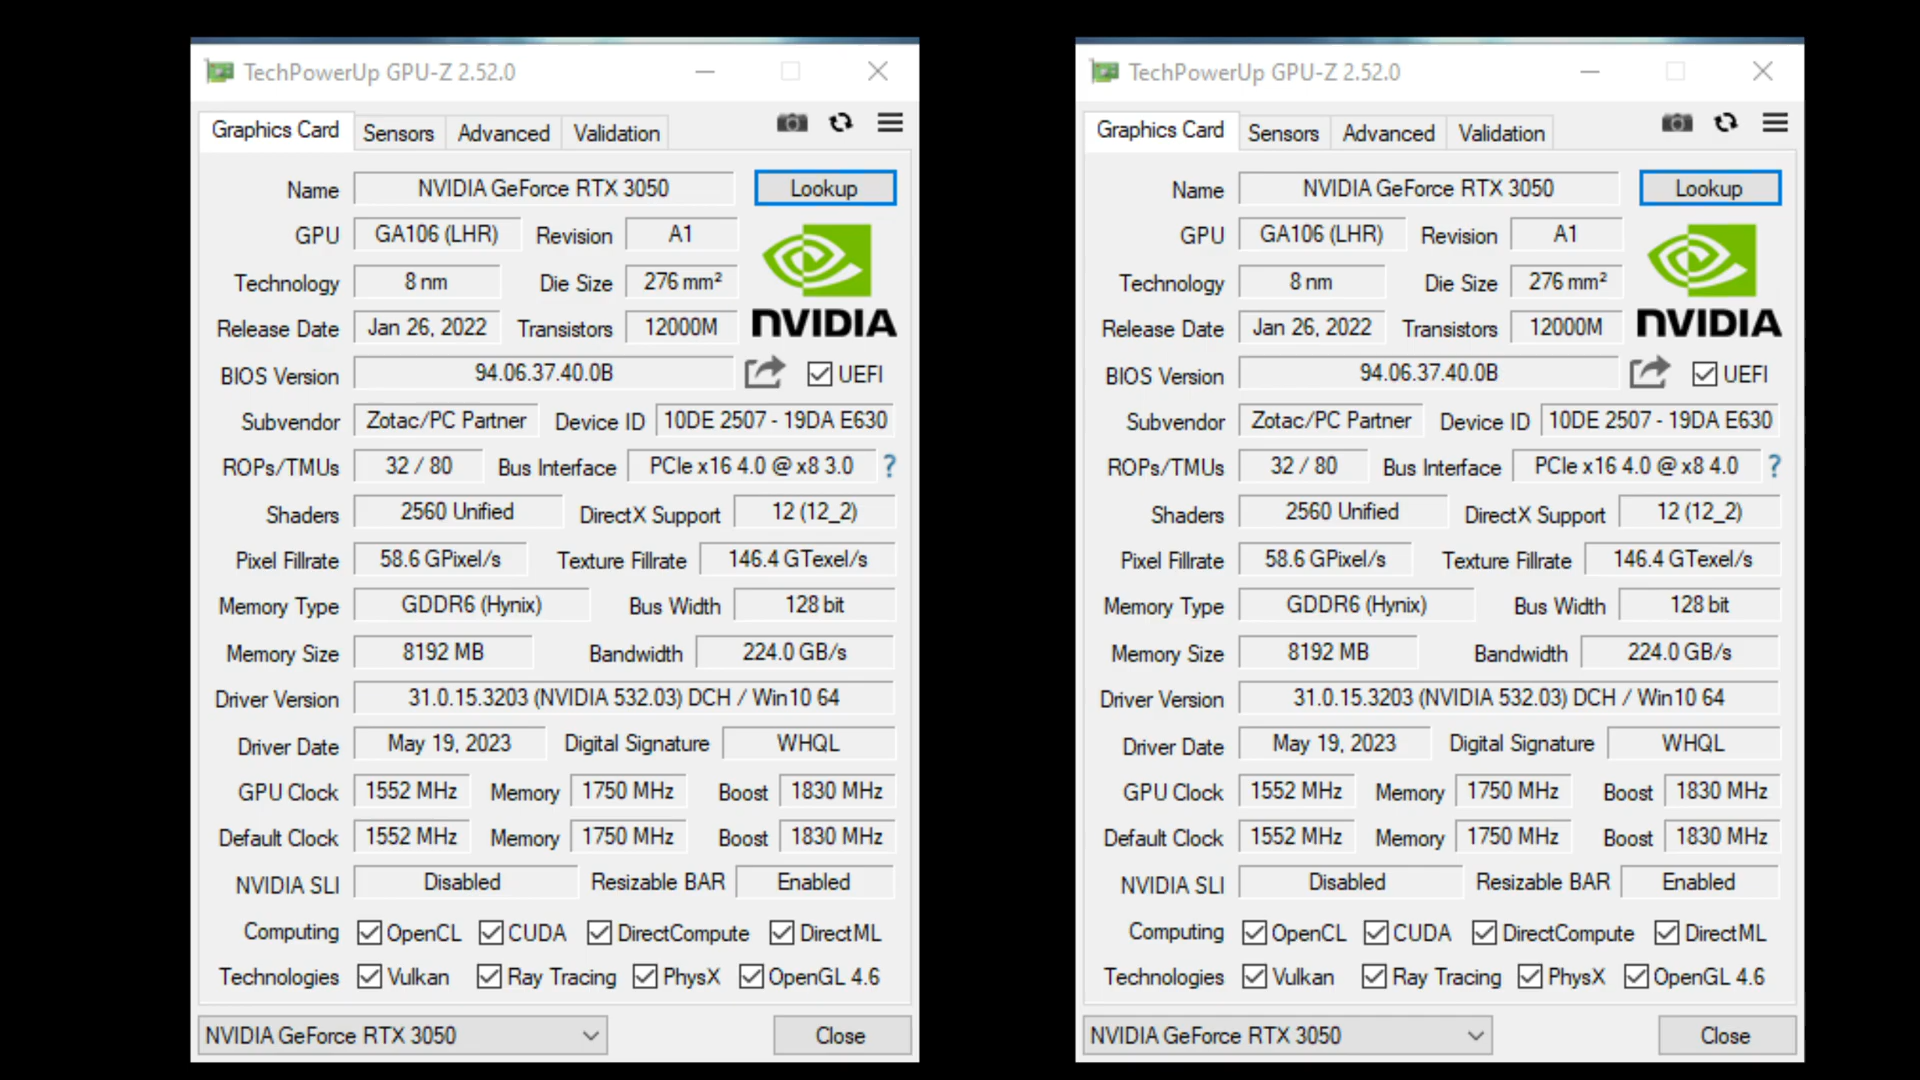 TechPowerUp GPU-Z 2.52.0
Graphics Card Sensors Advanced Validation
Name NVIDIA GeForce RTX 3050 Lookup
GPU GA106 (LHR) Revision A1
Technology 8 nm Die Size 276 mm²
Release Date Jan 26, 2022 Transistors 12000M
NVIDIA
BIOS Version 94.06.37.40.0B UEFI
Subvendor Zotac/PC Partner Device ID 10DE 2507 - 19DA E630
ROPs/TMUs 32 / 80 Bus Interface PCIe x16 4.0 @ x8 3.0 ?
Shaders 2560 Unified DirectX Support 12 (12_2)
Pixel Fillrate 58.6 GPixel/s Texture Fillrate 146.4 GTexel/s
Memory Type GDDR6 (Hynix) Bus Width 128 bit
Memory Size 8192 MB Bandwidth 224.0 GB/s
Driver Version 31.0.15.3203 (NVIDIA 532.03) DCH / Win10 64
Driver Date May 19, 2023 Digital Signature WHQL
GPU Clock 1552 MHz Memory 1750 MHz Boost 1830 MHz
Default Clock 1552 MHz Memory 1750 MHz Boost 1830 MHz
NVIDIA SLI Disabled Resizable BAR Enabled
Computing OpenCL CUDA DirectCompute DirectML
Technologies Vulkan Ray Tracing PhysX OpenGL 4.6
NVIDIA GeForce RTX 3050 Close
TechPowerUp GPU-Z 2.52.0
Graphics Card Sensors Advanced Validation
Name NVIDIA GeForce RTX 3050 Lookup
GPU GA106 (LHR) Revision A1
Technology 8 nm Die Size 276 mm²
Release Date Jan 26, 2022 Transistors 12000M
NVIDIA
BIOS Version 94.06.37.40.0B UEFI
Subvendor Zotac/PC Partner Device ID 10DE 2507 - 19DA E630
ROPs/TMUs 32 / 80 Bus Interface PCIe x16 4.0 @ x8 4.0 ?
Shaders 2560 Unified DirectX Support 12 (12_2)
Pixel Fillrate 58.6 GPixel/s Texture Fillrate 146.4 GTexel/s
Memory Type GDDR6 (Hynix) Bus Width 128 bit
Memory Size 8192 MB Bandwidth 224.0 GB/s
Driver Version 31.0.15.3203 (NVIDIA 532.03) DCH / Win10 64
Driver Date May 19, 2023 Digital Signature WHQL
GPU Clock 1552 MHz Memory 1750 MHz Boost 1830 MHz
Default Clock 1552 MHz Memory 1750 MHz Boost 1830 MHz
NVIDIA SLI Disabled Resizable BAR Enabled
Computing OpenCL CUDA DirectCompute DirectML
Technologies Vulkan Ray Tracing PhysX OpenGL 4.6
NVIDIA GeForce RTX 3050 Close